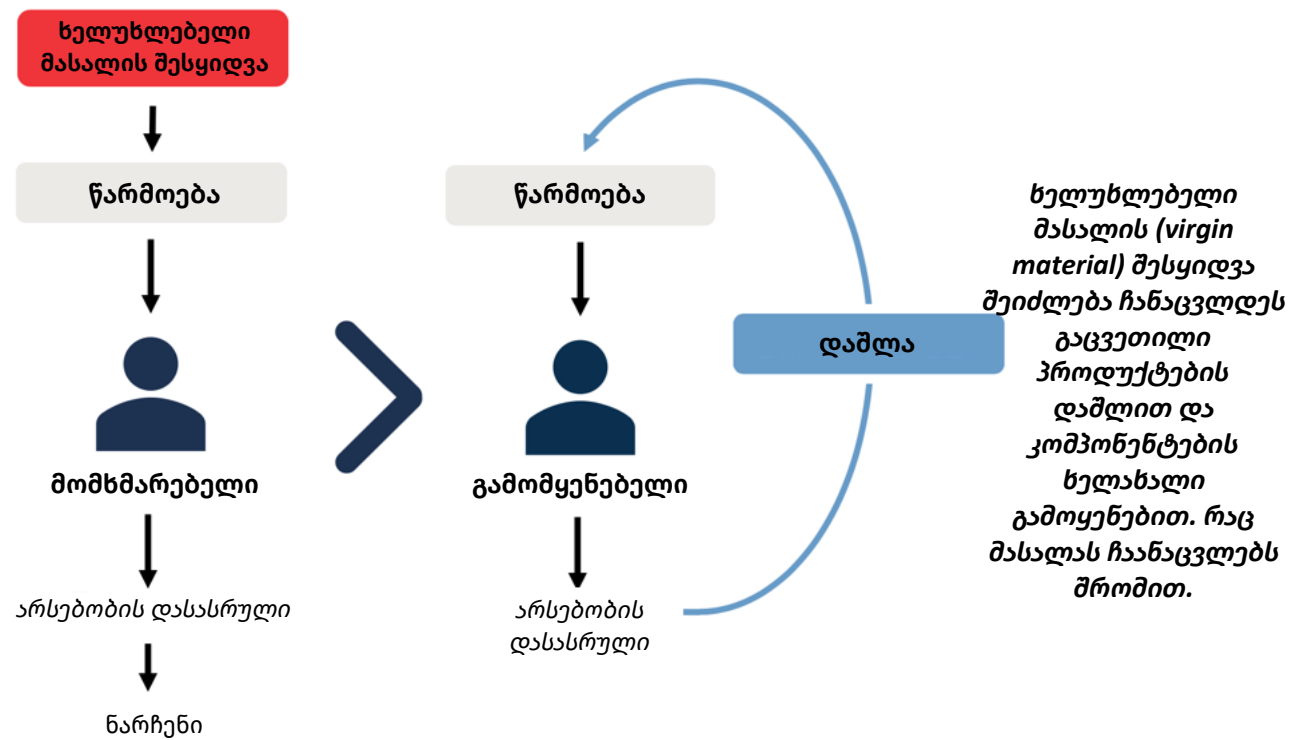 ხელუხლებელი
მასალის შესყიდვა
წარმოება
მომხმარებელი
არსებობის დასასრული
ნარჩენი
წარმოება
გამომყენებელი
არსებობის
დასასრული
დაშლა
ხელუხლებელი
მასალის (virgin
material) შესყიდვა
შეიძლება ჩანაცვლდეს
გაცვეთილი
პროდუქტების
დაშლით და
კომპონენტების
ხელახალი
გამოყენებით. რაც
მასალას ჩაანაცვლებს
შრომით.